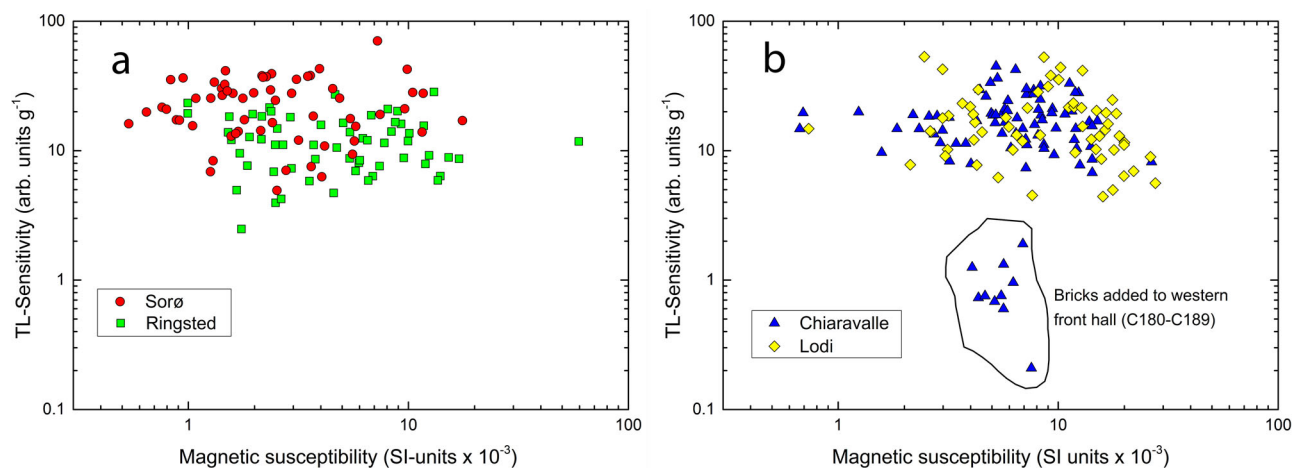 a
TL-Sensitivity (arb. units g⁻¹)
100
10
1
0.1
1
10
100
Sorø
Ringsted
Magnetic susceptibility (SI-units x 10⁻³)
b
TL-Sensitivity (arb. units g⁻¹)
100
10
1
0.1
1
10
100
Bricks added to western
front hall (C180-C189)
Chiaravalle
Lodi
Magnetic susceptibility (SI units x 10⁻³)